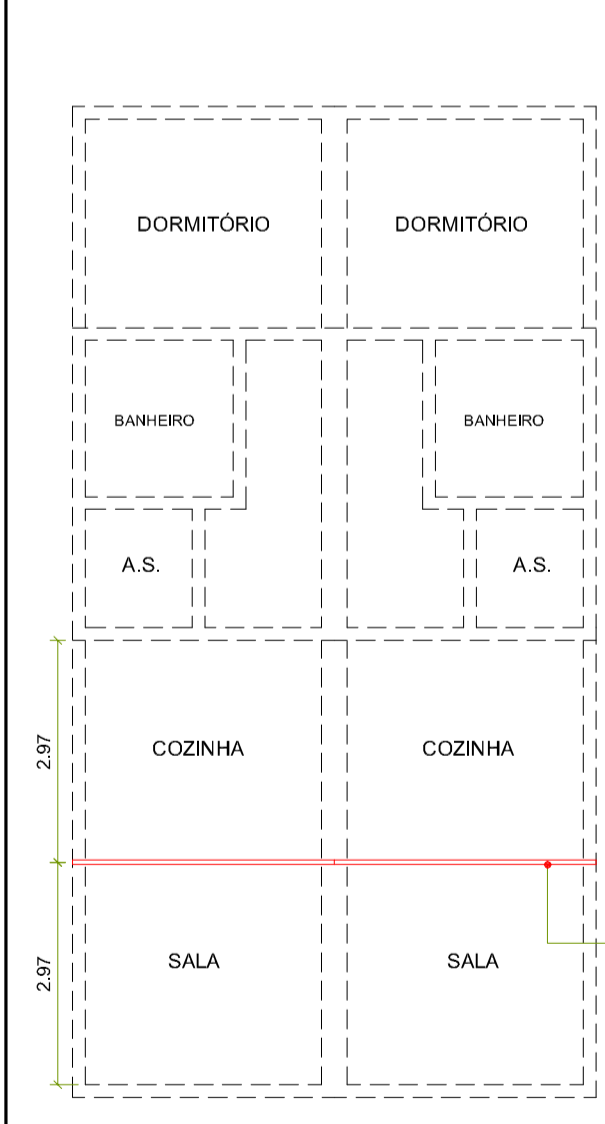 DORMITÓRIO DORMITÓRIO
BANHEIRO BANHEIRO
A.S. A.S.
2.97 COZINHA COZINHA
2.97 SALA SALA